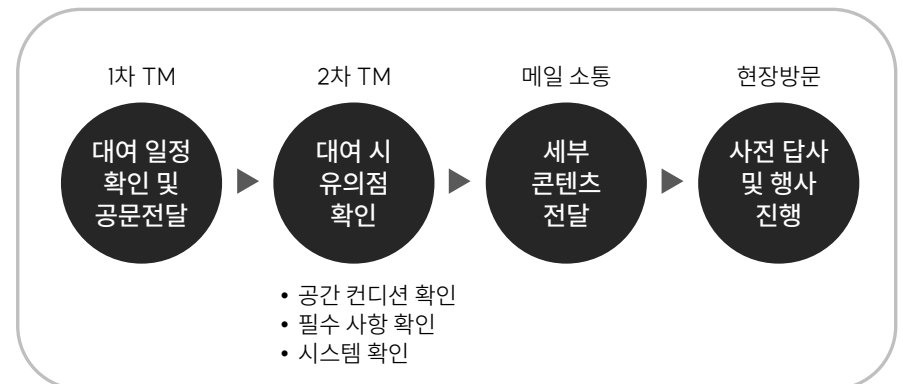 1차 TM
대여 일정
확인 및
공문전달
2차 TM
대여 시
유의점
확인
• 공간 컨디션 확인
• 필수 사항 확인
• 시스템 확인
메일 소통
세부
콘텐츠
전달
현장방문
사전 답사
및 행사
진행